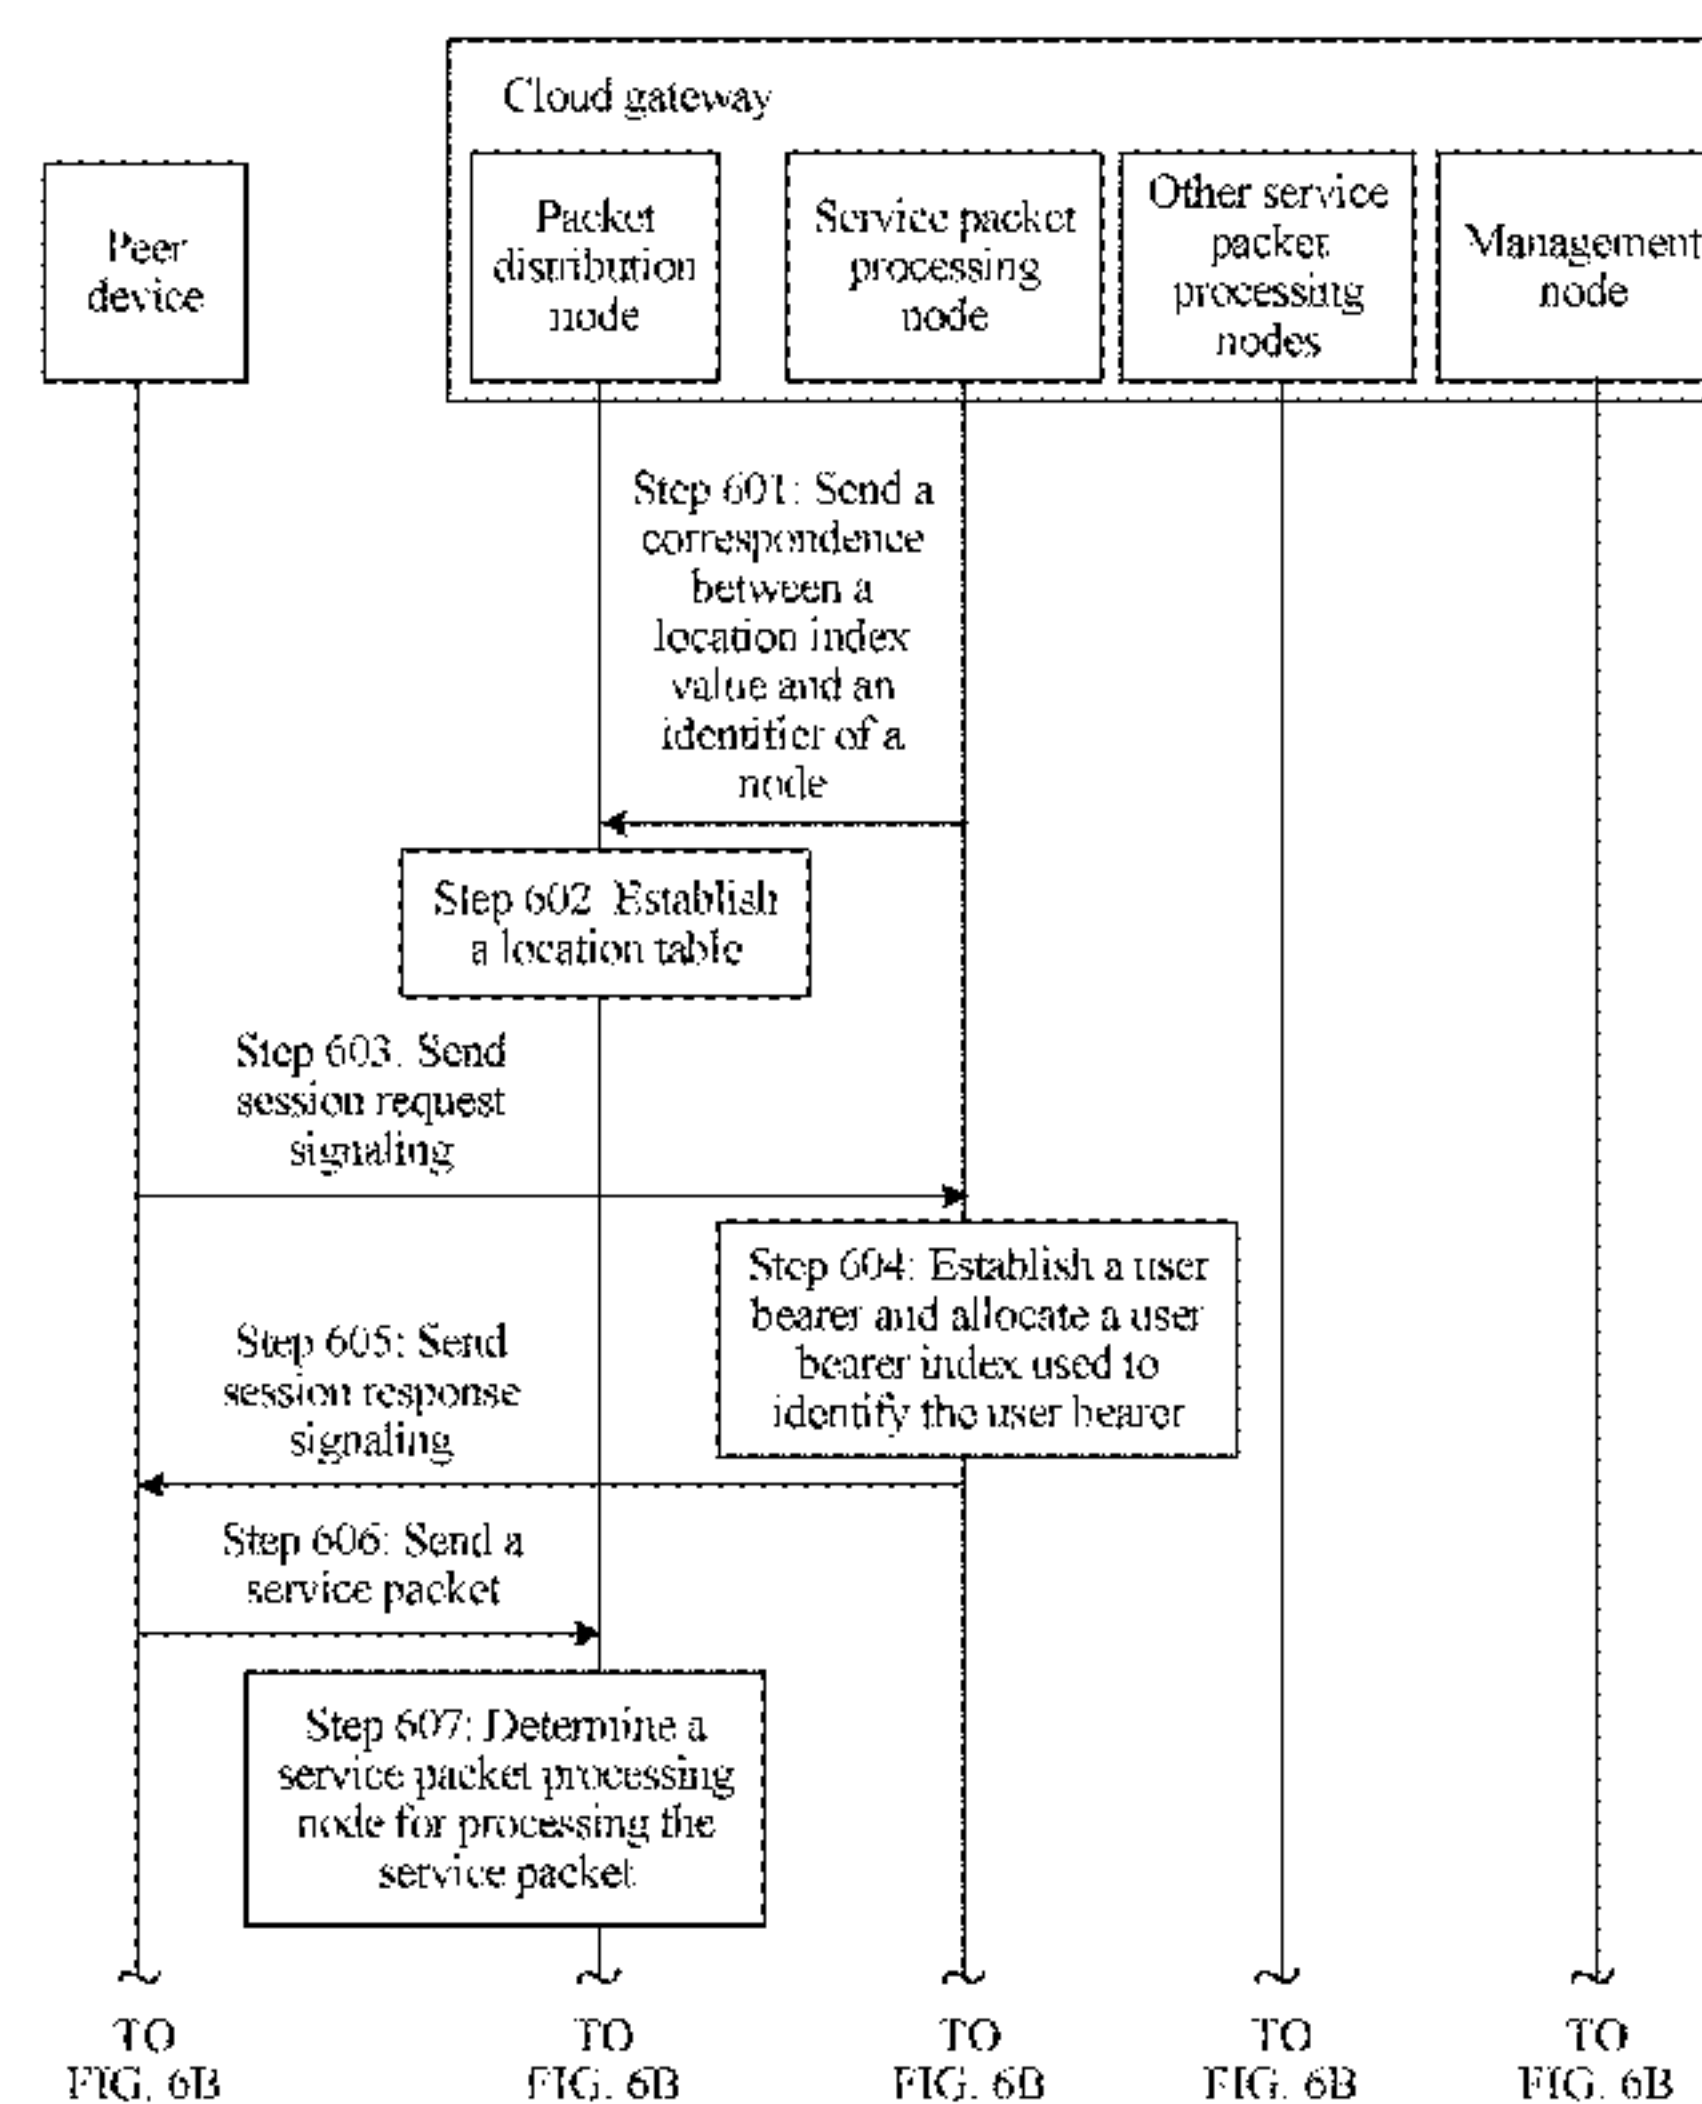 Cloud gateway
Peer
device
Packet
distribution
node
Service packet
processing
node
Other service
packet
processing
nodes
Management
node
Step 601: Send a
correspondence
between a
location index
value and an
identifier of a
node
Step 602 Establish
a location table
Step 603. Send
session request
signaling
Step 604: Establish a user
bearer and allocate a user
bearer index used to
identify the user bearer
Step 605: Send
session response
signaling
Step 606: Send a
service packet
Step 607: Determine a
service packet processing
node for processing the
service packet
TO
FIG. 6B
TO
FIG. 6B
TO
FIG. 6B
TO
FIG. 6B
TO
FIG. 6B